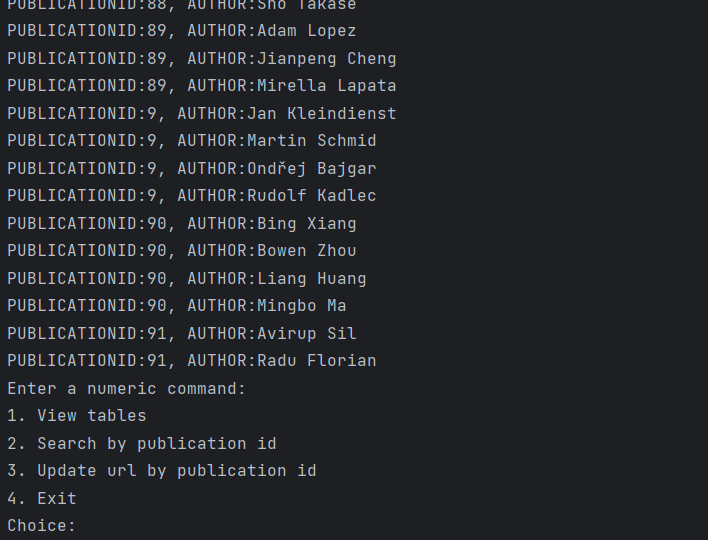 PUBLICATIONID:88, AUTHOR:Sho Takase
PUBLICATIONID:89, AUTHOR:Adam Lopez
PUBLICATIONID:89, AUTHOR:Jianpeng Cheng
PUBLICATIONID:89, AUTHOR:Mirella Lapata
PUBLICATIONID:9, AUTHOR:Jan Kleindienst
PUBLICATIONID:9, AUTHOR:Martin Schmid
PUBLICATIONID:9, AUTHOR:Ondřej Bajgar
PUBLICATIONID:9, AUTHOR:Rudolf Kadlec
PUBLICATIONID:90, AUTHOR:Bing Xiang
PUBLICATIONID:90, AUTHOR:Bowen Zhou
PUBLICATIONID:90, AUTHOR:Liang Huang
PUBLICATIONID:90, AUTHOR:Mingbo Ma
PUBLICATIONID:91, AUTHOR:Avirup Sil
PUBLICATIONID:91, AUTHOR:Radu Florian
Enter a numeric command:
1. View tables
2. Search by publication id
3. Update url by publication id
4. Exit
Choice: